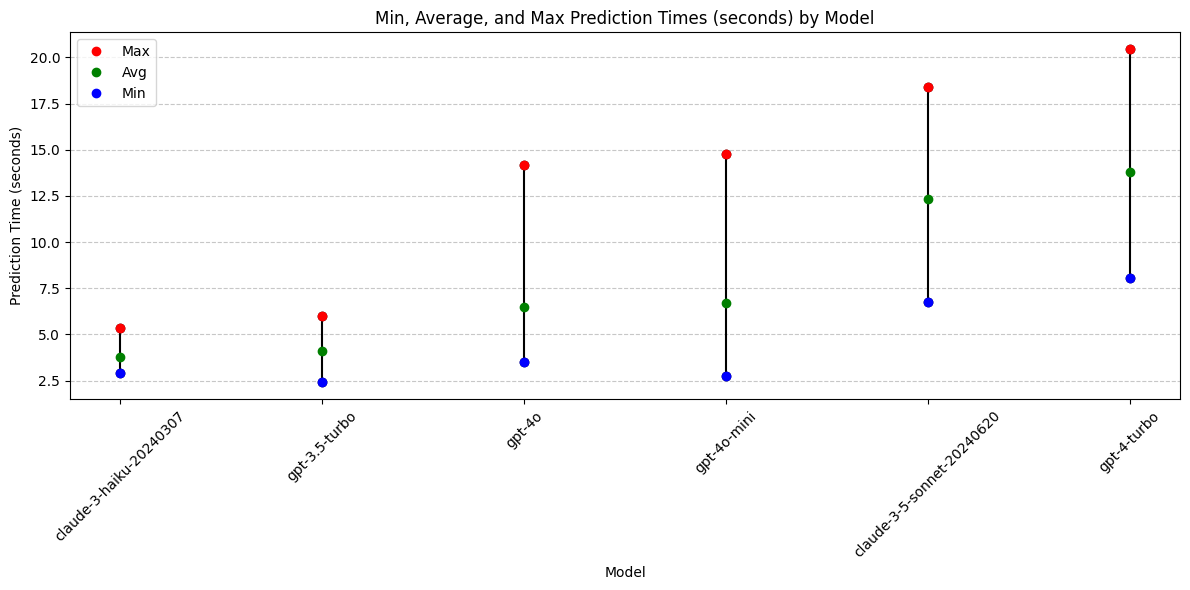 Min, Average, and Max Prediction Times (seconds) by Model
Max
Avg
Min
Prediction Time (seconds)
20.0
17.5
15.0
12.5
10.0
7.5
5.0
2.5
claude-3-haiku-20240307
gpt-3.5-turbo
gpt-4o
gpt-4o-mini
claude-3-5-sonnet-20240620
gpt-4-turbo
Model